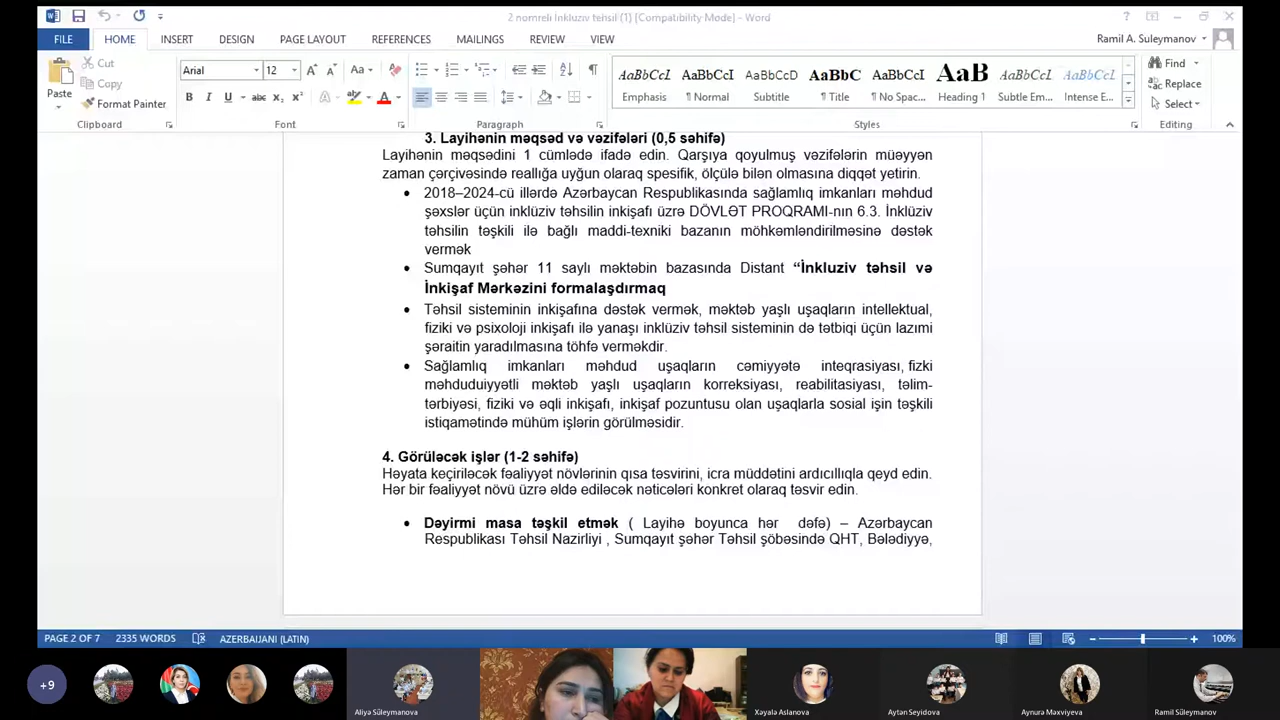 2 nomreli İnkluziv tehsil (1) [Compatibility Mode] - Word
FILE HOME INSERT DESIGN PAGE LAYOUT REFERENCES MAILINGS REVIEW VIEW
Ramil A. Suleymanov
Paste
Cut
Copy
Format Painter
Clipboard
Arial 12
Font
Paragraph
AaBbCcI AaBbCcI AaBbCcD AaBbC AaBbCcI AaB AaBbCcI AaBbCcI
Emphasis ¶ Normal Subtitle ¶ Title ¶ No Spac... Heading 1 Subtle Em... Intense E...
Styles
Find
Replace
Select
Editing
3. Layihənin məqsəd və vəzifələri (0,5 səhifə)
Layihənin məqsədini 1 cümlədə ifadə edin. Qarşıya qoyulmuş vəzifələrin müəyyən
zaman çərçivəsində reallığa uyğun olaraq spesifik, ölçülə bilən olmasına diqqət yetirin.
• 2018–2024-cü illərdə Azərbaycan Respublikasında sağlamlıq imkanları məhdud
şəxslər üçün inklüziv təhsilin inkişafı üzrə DÖVLƏT PROQRAMI-nın 6.3. İnklüziv
təhsilin təşkili ilə bağlı maddi-texniki bazanın möhkəmləndirilməsinə dəstək
vermək
• Sumqayıt şəhər 11 saylı məktəbin bazasında Distant “İnkluziv təhsil və
İnkişaf Mərkəzini formalaşdırmaq
• Təhsil sisteminin inkişafına dəstək vermək, məktəb yaşlı uşaqların intellektual,
fiziki və psixoloji inkişafı ilə yanaşı inklüziv təhsil sisteminin də tətbiqi üçün lazımi
şəraitin yaradılmasına töhfə verməkdir.
• Sağlamlıq imkanları məhdud uşaqların cəmiyyətə inteqrasiyası, fizki
məhduduiyyətli məktəb yaşlı uşaqların korreksiyası, reabilitasiyası, təlim-
tərbiyəsi, fiziki və əqli inkişafı, inkişaf pozuntusu olan uşaqlarla sosial işin təşkili
istiqamətində mühüm işlərin görülməsidir.
4. Görüləcək işlər (1-2 səhifə)
Həyata keçiriləcək fəaliyyət növlərinin qısa təsvirini, icra müddətini ardıcıllıqla qeyd edin.
Hər bir fəaliyyət növü üzrə əldə ediləcək nəticələri konkret olaraq təsvir edin.
• Dəyirmi masa təşkil etmək ( Layihə boyunca hər dəfə) – Azərbaycan
Respublikası Təhsil Nazirliyi , Sumqayıt şəhər Təhsil şöbəsində QHT, Bələdiyyə,
PAGE 2 OF 7 2335 WORDS AZERBAIJANI (LATIN) 100%
+9
Aliyə Süleymanova
Xəyalə Aslanova
Aytən Seyidova
Aynurə Məxviyeva
Ramil Süleymanov